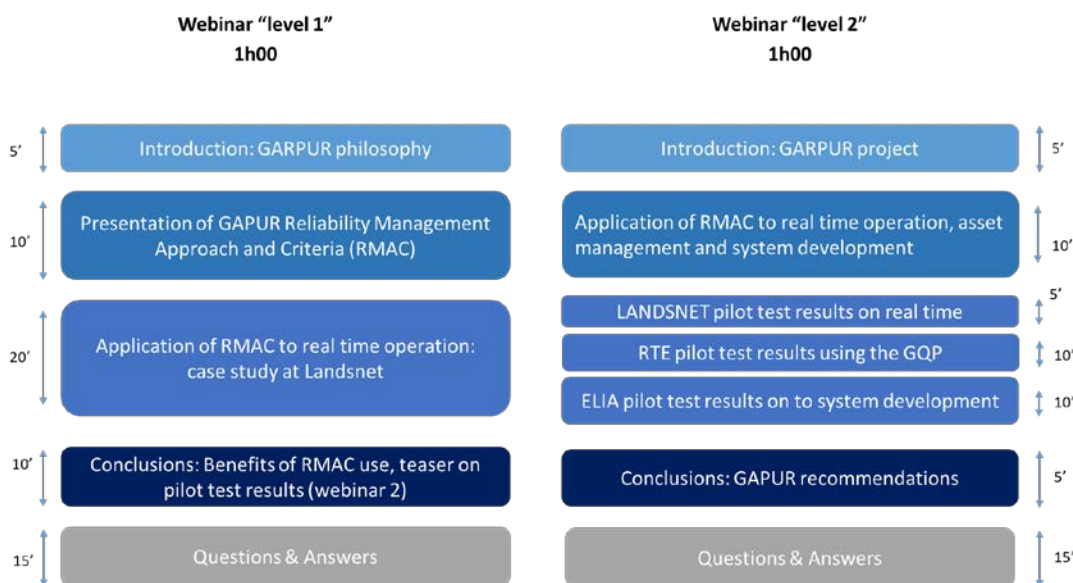 Webinar “level 1”
1h00
5’
Introduction: GARPUR philosophy
10’
Presentation of GAPUR Reliability Management
Approach and Criteria (RMAC)
20’
Application of RMAC to real time operation:
case study at Landsnet
10’
Conclusions: Benefits of RMAC use, teaser on
pilot test results (webinar 2)
15’
Questions & Answers
Webinar “level 2”
1h00
Introduction: GARPUR project
5’
Application of RMAC to real time operation, asset
management and system development
10’
LANDSNET pilot test results on real time
5’
RTE pilot test results using the GQP
10’
ELIA pilot test results on to system development
10’
Conclusions: GAPUR recommendations
5’
Questions & Answers
15’